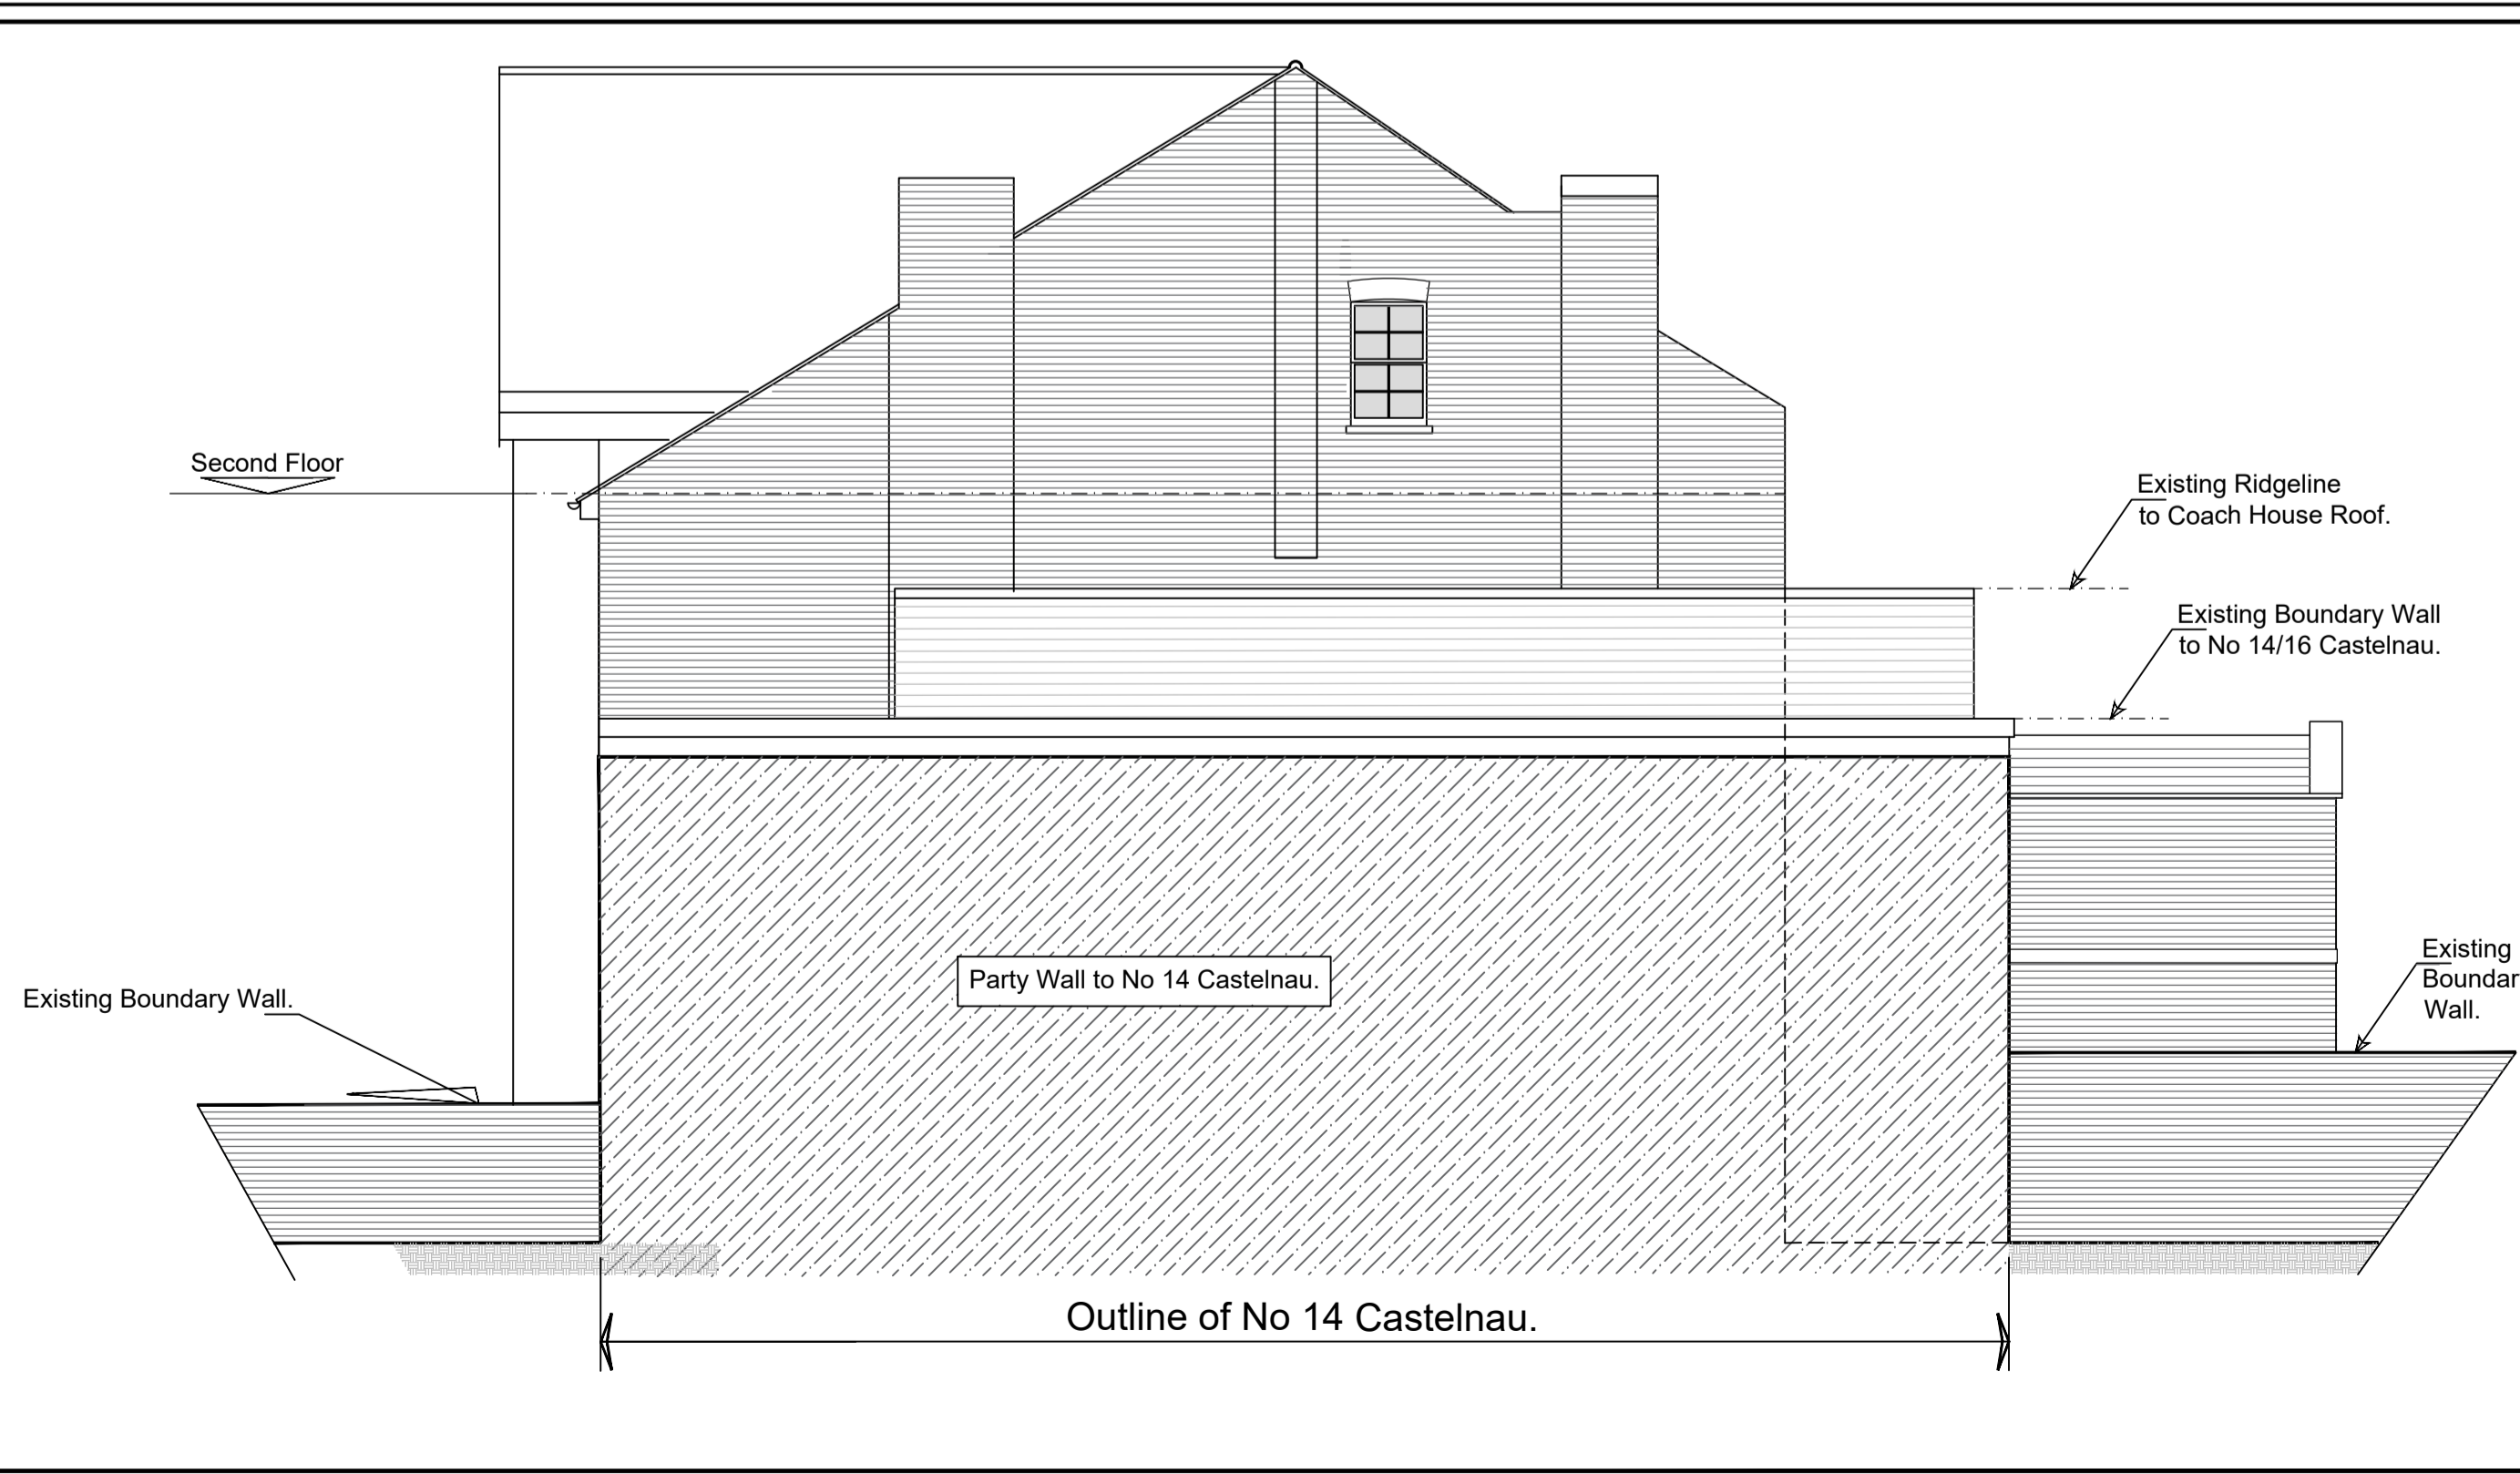 Second Floor
Existing Ridgeline
to Coach House Roof.
Existing Boundary Wall
to No 14/16 Castelnau.
Existing
Boundar
Wall.
Party Wall to No 14 Castelnau.
Existing Boundary Wall.
Outline of No 14 Castelnau.